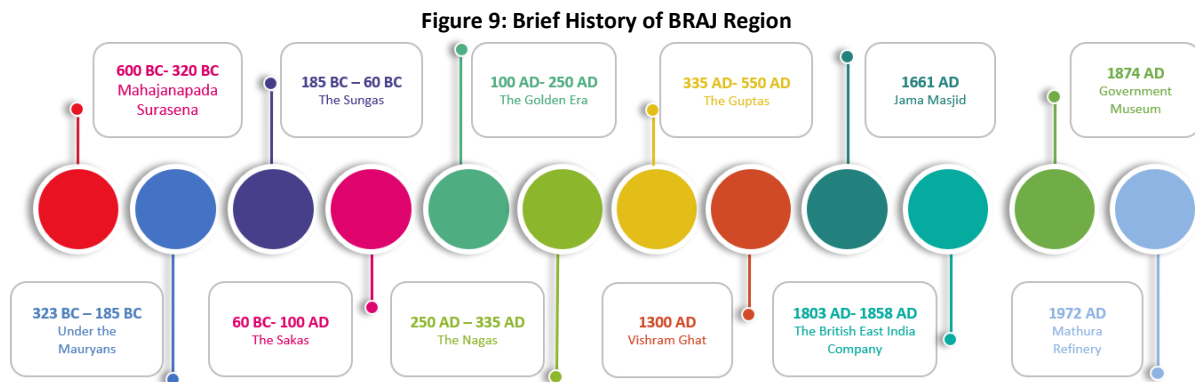 Figure 9: Brief History of BRAJ Region
600 BC- 320 BC
Mahajanapada
Surasena
185 BC – 60 BC
The Sungas
100 AD- 250 AD
The Golden Era
335 AD- 550 AD
The Guptas
1661 AD
Jama Masjid
1874 AD
Government
Museum
323 BC – 185 BC
Under the
Mauryans
60 BC- 100 AD
The Sakas
250 AD – 335 AD
The Nagas
1300 AD
Vishram Ghat
1803 AD- 1858 AD
The British East India
Company
1972 AD
Mathura
Refinery